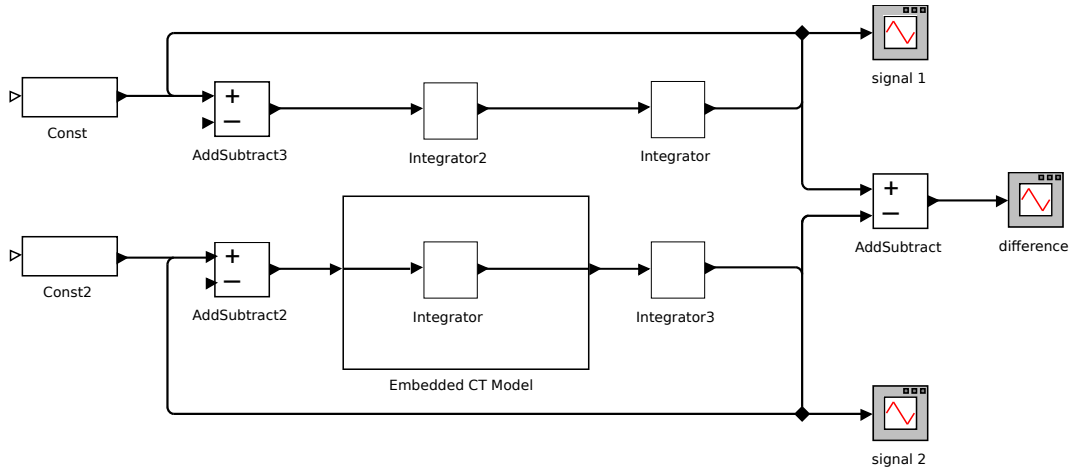 signal 1
Const
+
−
AddSubtract3
Integrator2
Integrator
+
−
AddSubtract
difference
Const2
+
−
AddSubtract2
Integrator
Integrator3
Embedded CT Model
signal 2